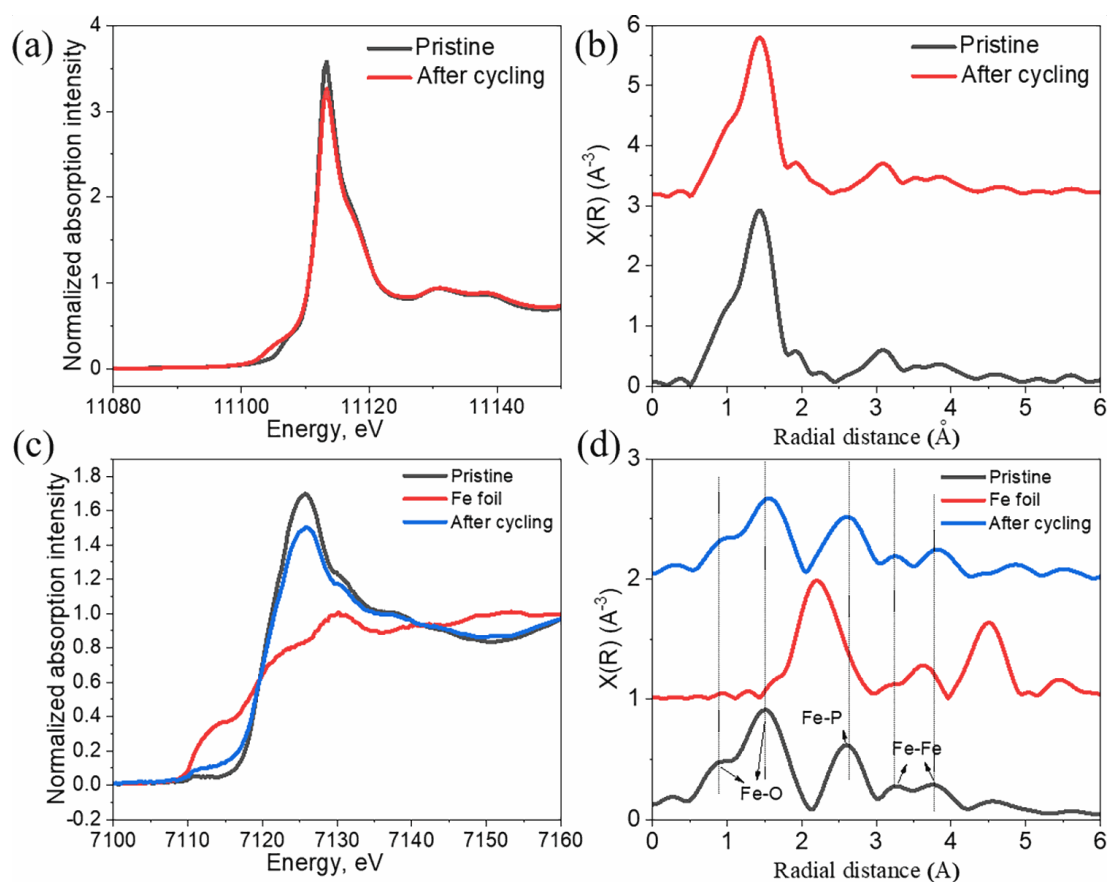 (a)
Normalized absorption intensity
4
3
2
1
0
Pristine
After cycling
11080
11100
11120
11140
Energy, eV
(b)
X(R) (A⁻³)
6
5
4
3
2
1
0
Pristine
After cycling
0 1 2 3 4 5 6
Radial distance (Å)
(c)
Normalized absorption intensity
1.8
1.6
1.4
1.2
1.0
0.8
0.6
0.4
0.2
0.0
-0.2
Pristine
Fe foil
After cycling
7100 7110 7120 7130 7140 7150 7160
Energy, eV
(d)
X(R) (A⁻³)
3
2
1
0
Pristine
Fe foil
After cycling
Fe-P
Fe-Fe
Fe-O
0 1 2 3 4 5 6
Radial distance (A)